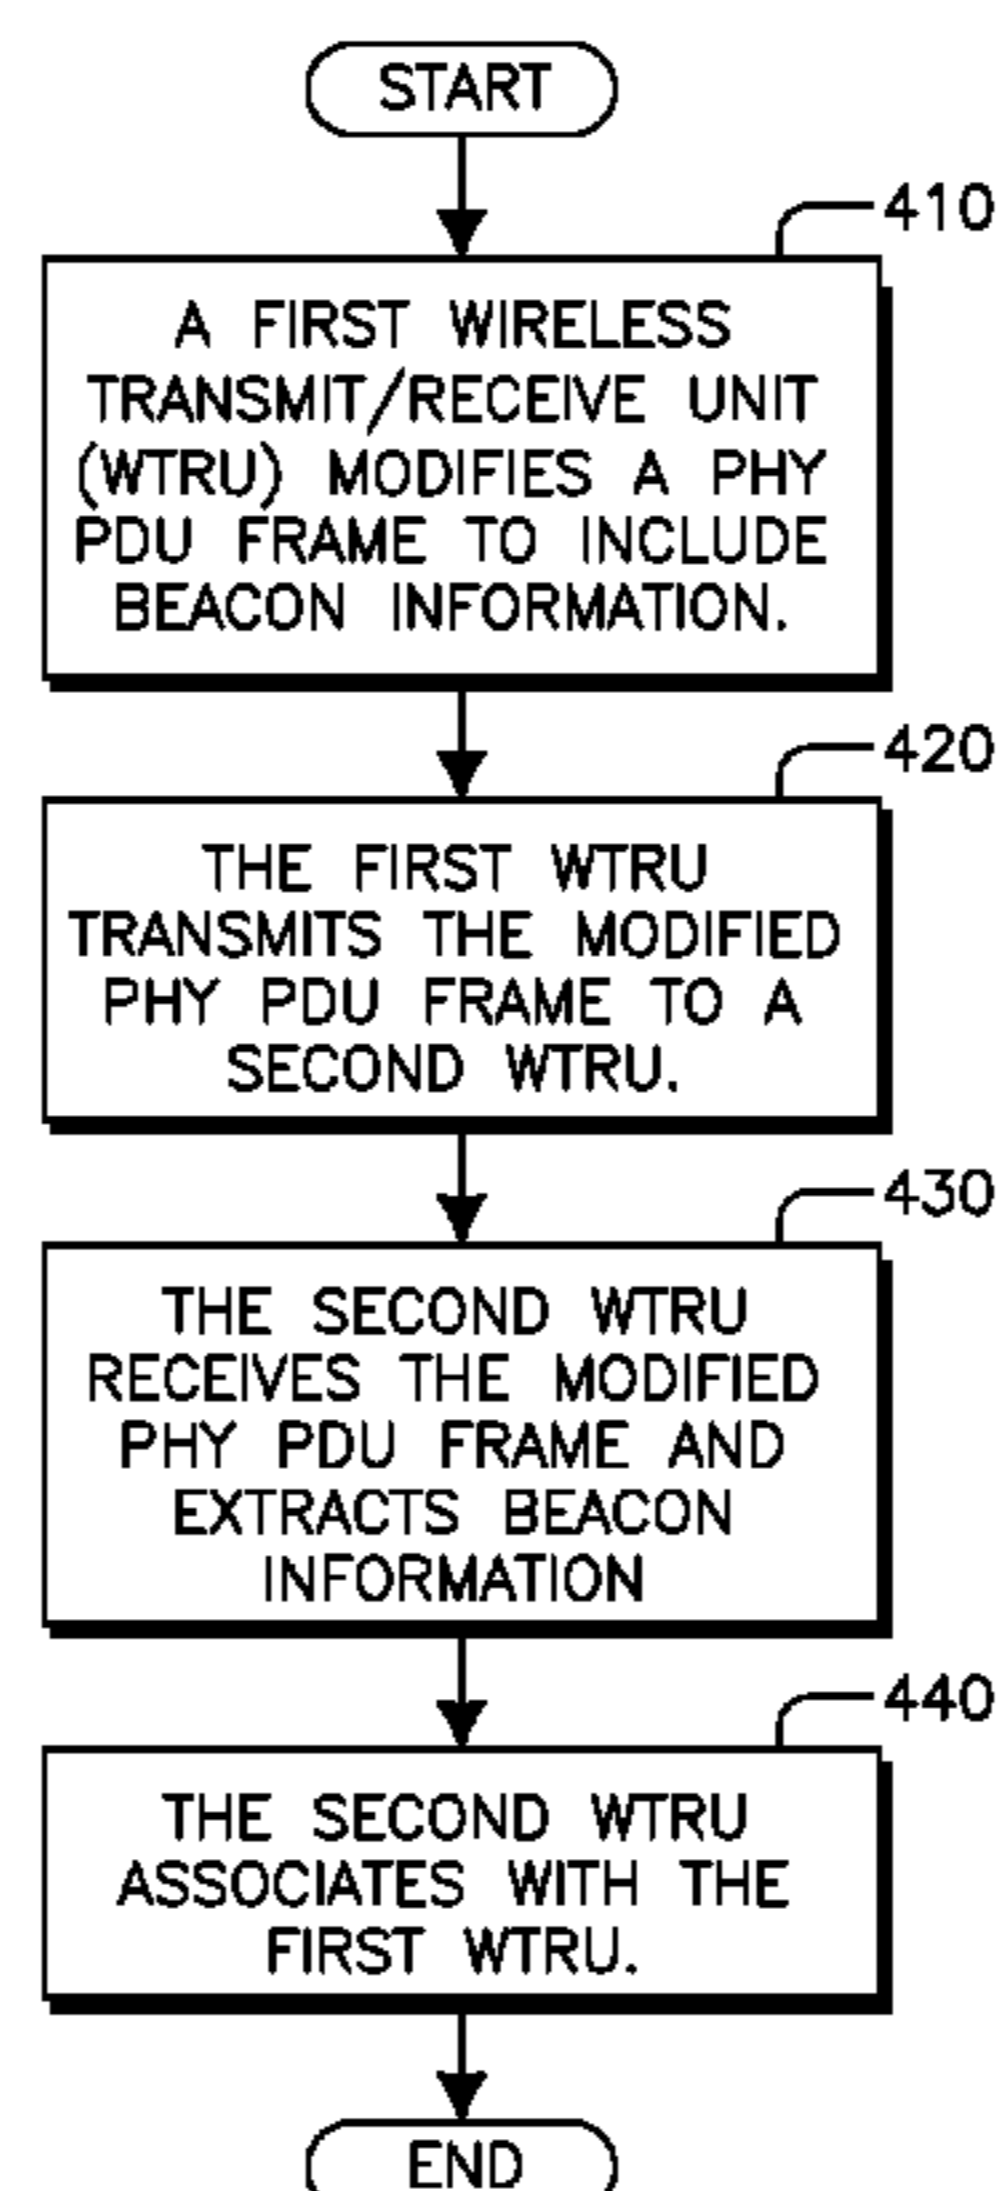 START
410
A FIRST WIRELESS
TRANSMIT/RECEIVE UNIT
(WTRU) MODIFIES A PHY
PDU FRAME TO INCLUDE
BEACON INFORMATION.
420
THE FIRST WTRU
TRANSMITS THE MODIFIED
PHY PDU FRAME TO A
SECOND WTRU.
430
THE SECOND WTRU
RECEIVES THE MODIFIED
PHY PDU FRAME AND
EXTRACTS BEACON
INFORMATION
440
THE SECOND WTRU
ASSOCIATES WITH THE
FIRST WTRU.
END